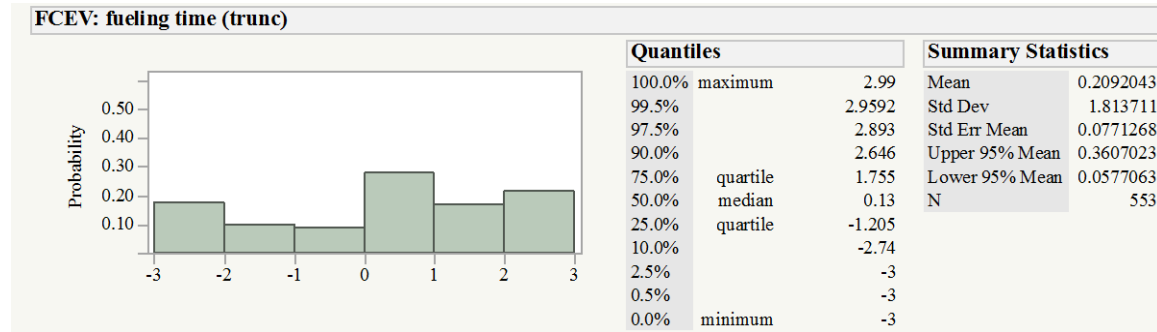 FCEV: fueling time (trunc)
Probability
0.50
0.40
0.30
0.20
0.10
-3 -2 -1 0 1 2 3
Quantiles
100.0% maximum 2.99
99.5% 2.9592
97.5% 2.893
90.0% 2.646
75.0% quartile 1.755
50.0% median 0.13
25.0% quartile -1.205
10.0% -2.74
2.5% -3
0.5% -3
0.0% minimum -3
Summary Statistics
Mean 0.2092043
Std Dev 1.813711
Std Err Mean 0.0771268
Upper 95% Mean 0.3607023
Lower 95% Mean 0.0577063
N 553